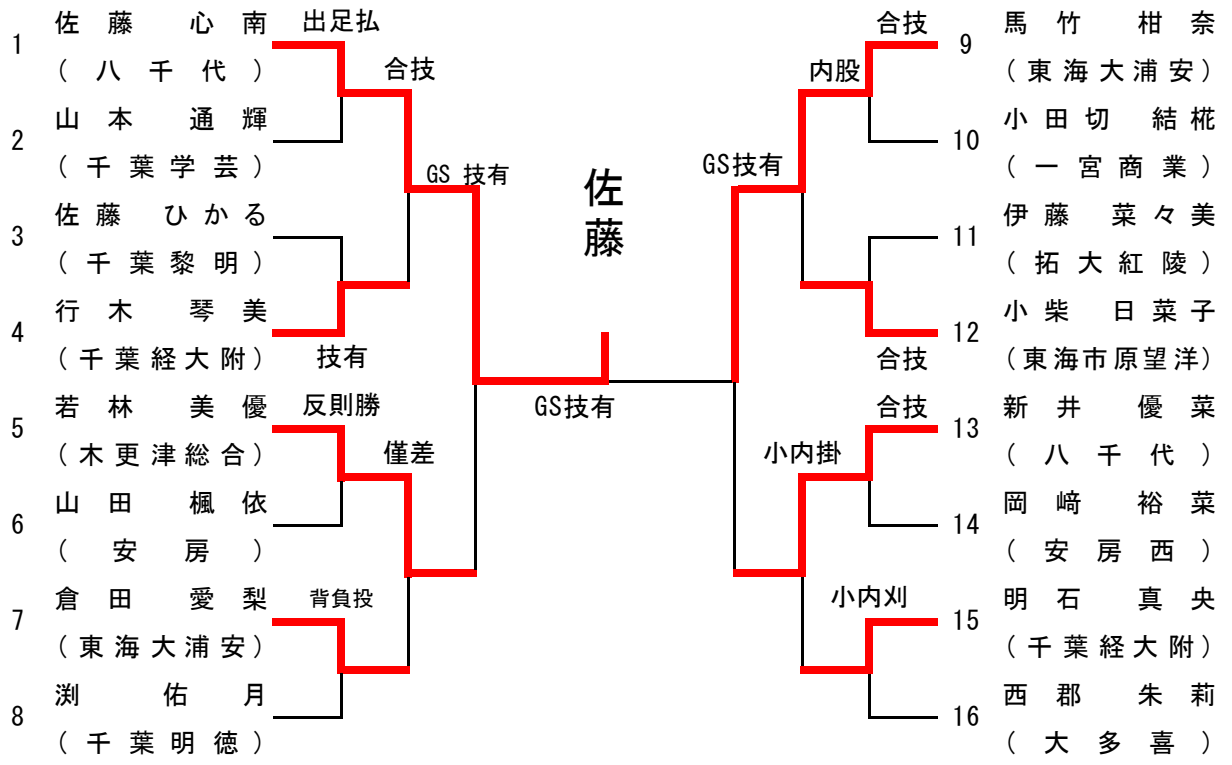 佐藤 心南
1
(八千代)
出足払
合技
山本 通輝
2
(千葉学芸)
GS 技有
佐藤 ひかる
3
(千葉黎明)
行木 琴美
4
(千葉経大附)
技有
若林 美優
5
(木更津総合)
反則勝
僅差
山田 楓依
6
(安房)
倉田 愛梨
7
(東海大浦安)
背負投
渕 佑月
8
(千葉明徳)
佐藤
GS技有
合技
馬竹 柑奈
9
(東海大浦安)
内股
小田切 結椛
10
(一宮商業)
GS技有
伊藤 菜々美
11
(拓大紅陵)
小柴 日菜子
12
(東海市原望洋)
合技
合技
新井 優菜
13
(八千代)
小内掛
岡﨑 裕菜
14
(安房西)
小内刈
明石 真央
15
(千葉経大附)
西郡 朱莉
16
(大多喜)